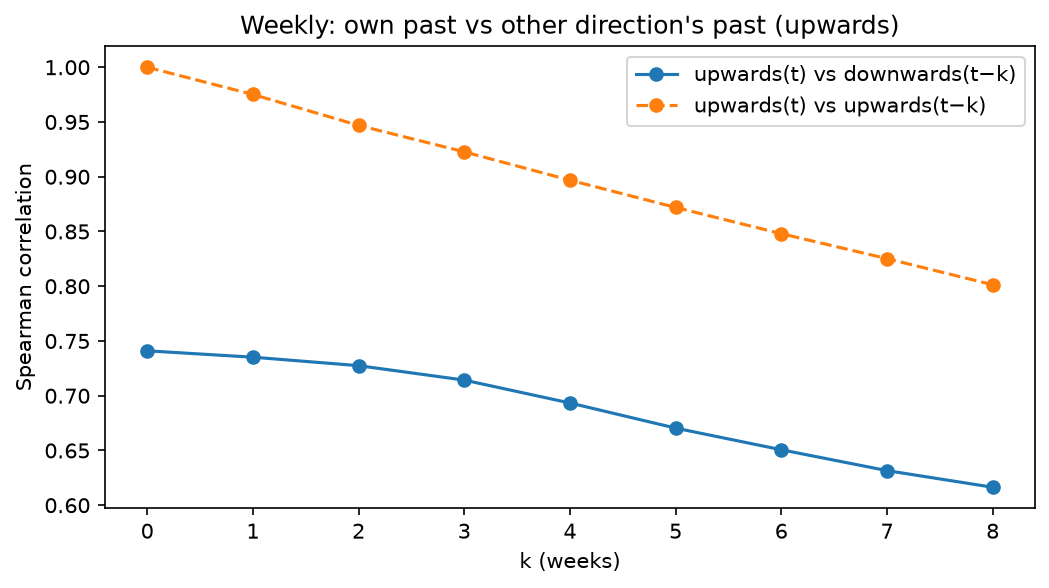 Weekly: own past vs other direction's past (upwards)
upwards(t) vs downwards(t−k)
upwards(t) vs upwards(t−k)
Spearman correlation
1.00
0.95
0.90
0.85
0.80
0.75
0.70
0.65
0.60
0 1 2 3 4 5 6 7 8
k (weeks)